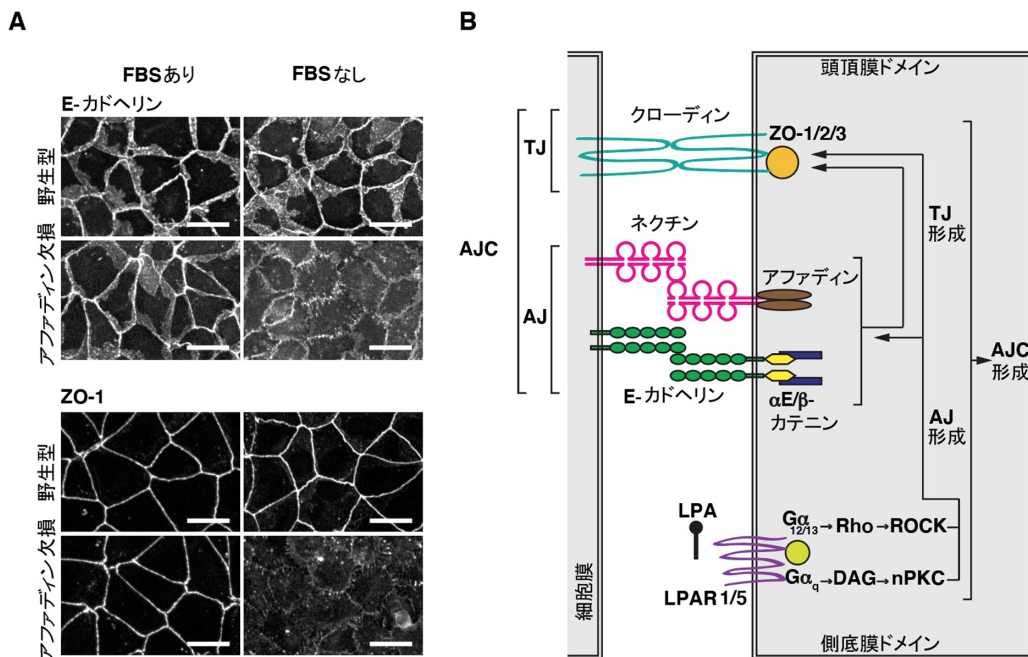 A
FBSあり
FBSなし
E-カドヘリン
野生型
アファディン欠損
ZO-1
野生型
アファディン欠損
B
頭頂膜ドメイン
クローディン
ZO-1/2/3
TJ
TJ
形成
ネクチン
AJC
アファディン
AJ
AJC
形成
E-カドヘリン
αE/β-
カテニン
AJ
形成
LPA
Gα12/13→Rho→ROCK
Gαq→DAG→nPKC
LPAR1/5
細胞膜
側底膜ドメイン